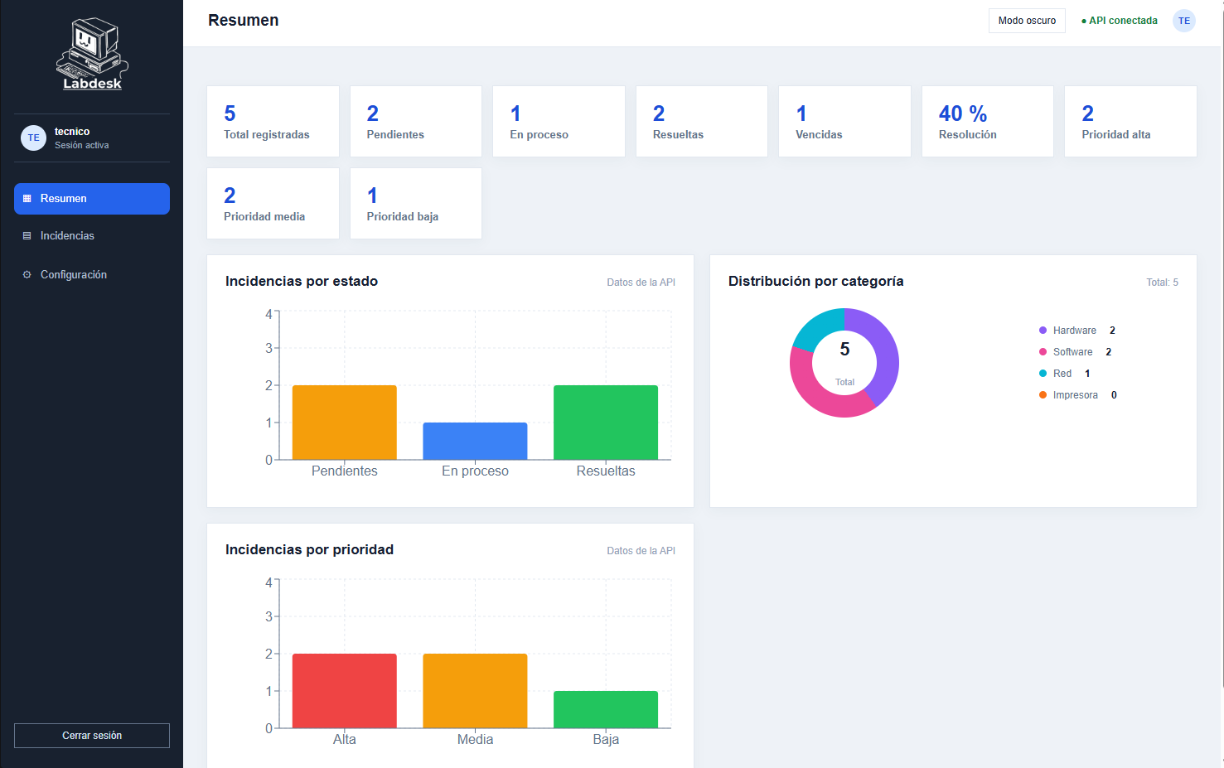 Labdesk
TE
tecnico
Sesión activa
Resumen
Incidencias
Configuración
Cerrar sesión
Resumen
Modo oscuro
API conectada
TE
5
Total registradas
2
Pendientes
1
En proceso
2
Resueltas
1
Vencidas
40 %
Resolución
2
Prioridad alta
2
Prioridad media
1
Prioridad baja
Incidencias por estado
Datos de la API
4
3
2
1
0
Pendientes
En proceso
Resueltas
Distribución por categoría
Total: 5
5
Total
Hardware 2
Software 2
Red 1
Impresora 0
Incidencias por prioridad
Datos de la API
4
3
2
1
0
Alta
Media
Baja